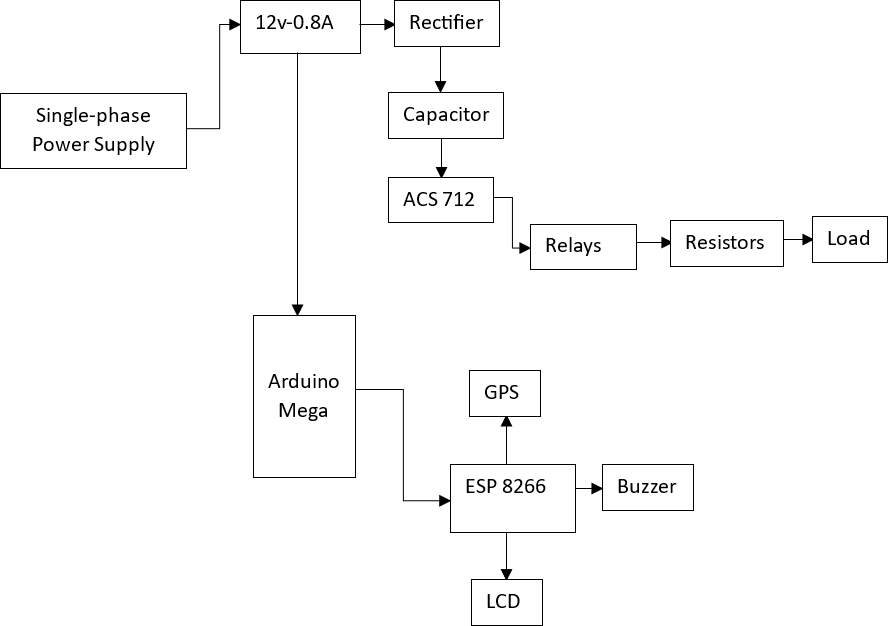 12v-0.8A
Rectifier
Single-phase
Power Supply
Capacitor
ACS 712
Relays
Resistors
Load
Arduino
Mega
GPS
ESP 8266
Buzzer
LCD